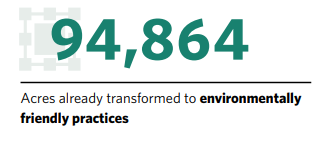 94,864
Acres already transformed to environmentally
friendly practices